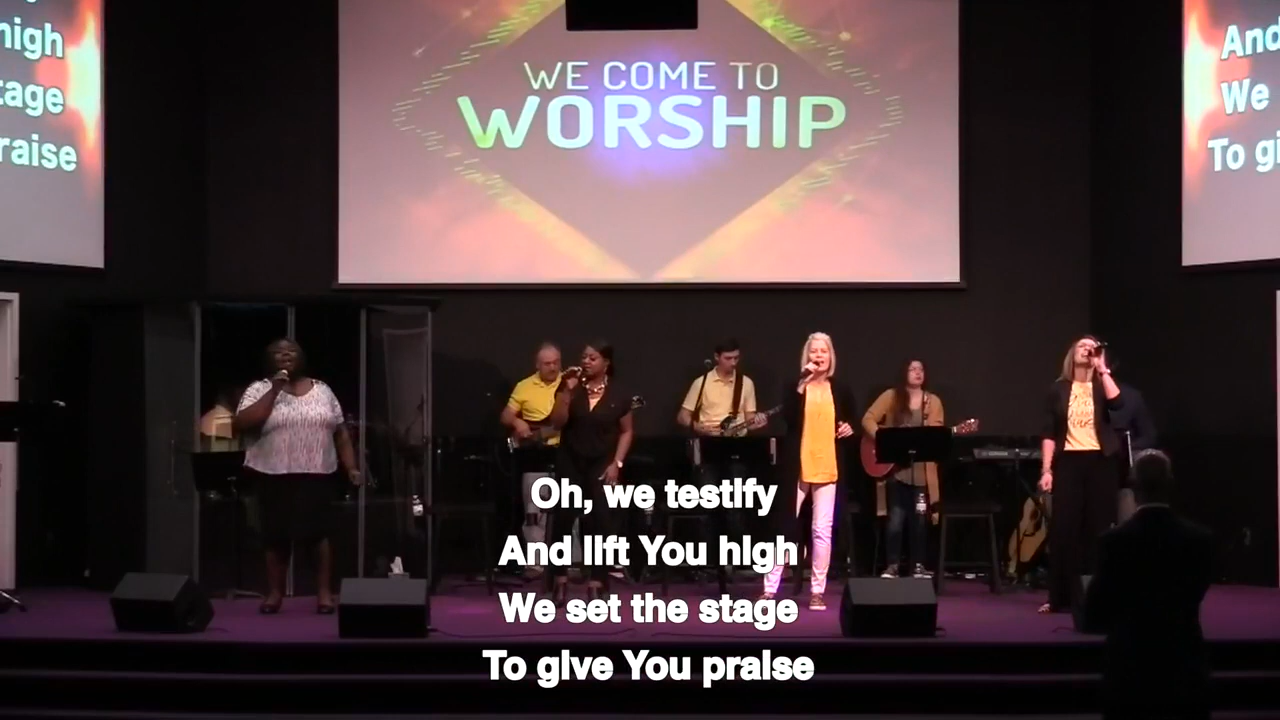 WE COME TO
WORSHIP
high
tage
raise
And
We
To gi
Oh, we testify
And lift You high
We set the stage
To give You praise